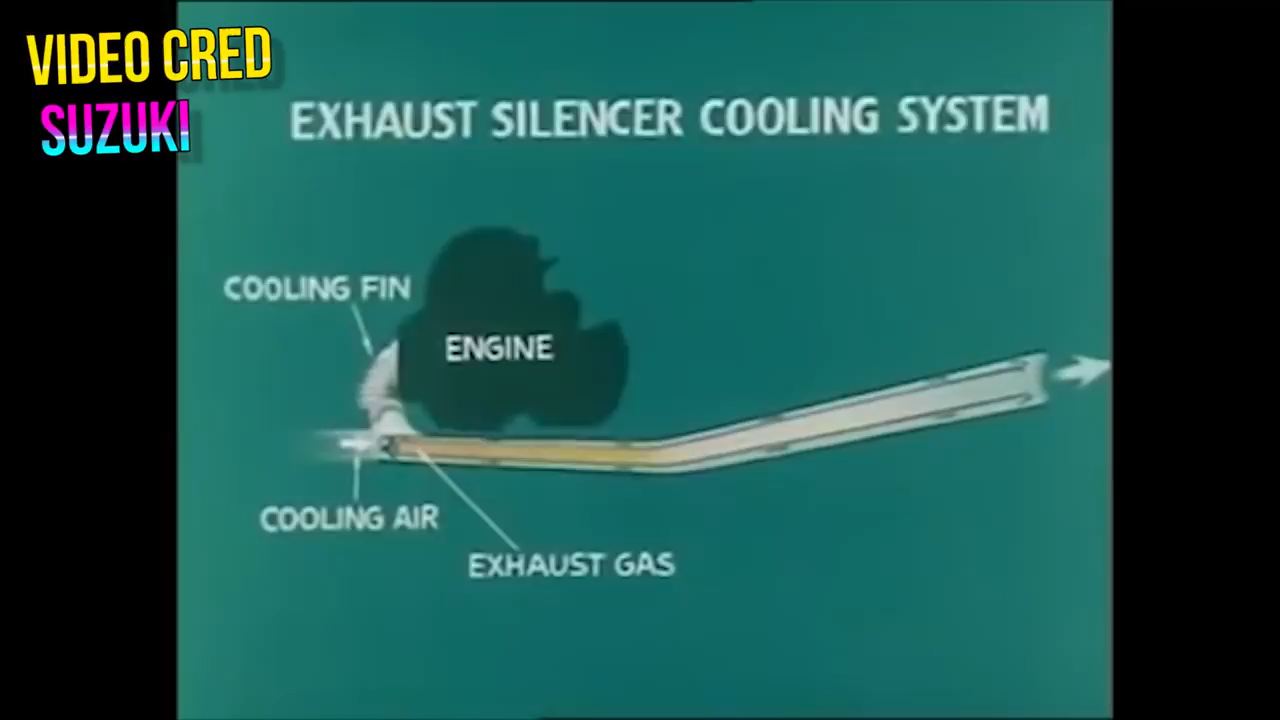 VIDEO CRED
SUZUKI
EXHAUST SILENCER COOLING SYSTEM
COOLING FIN
ENGINE
COOLING AIR
EXHAUST GAS